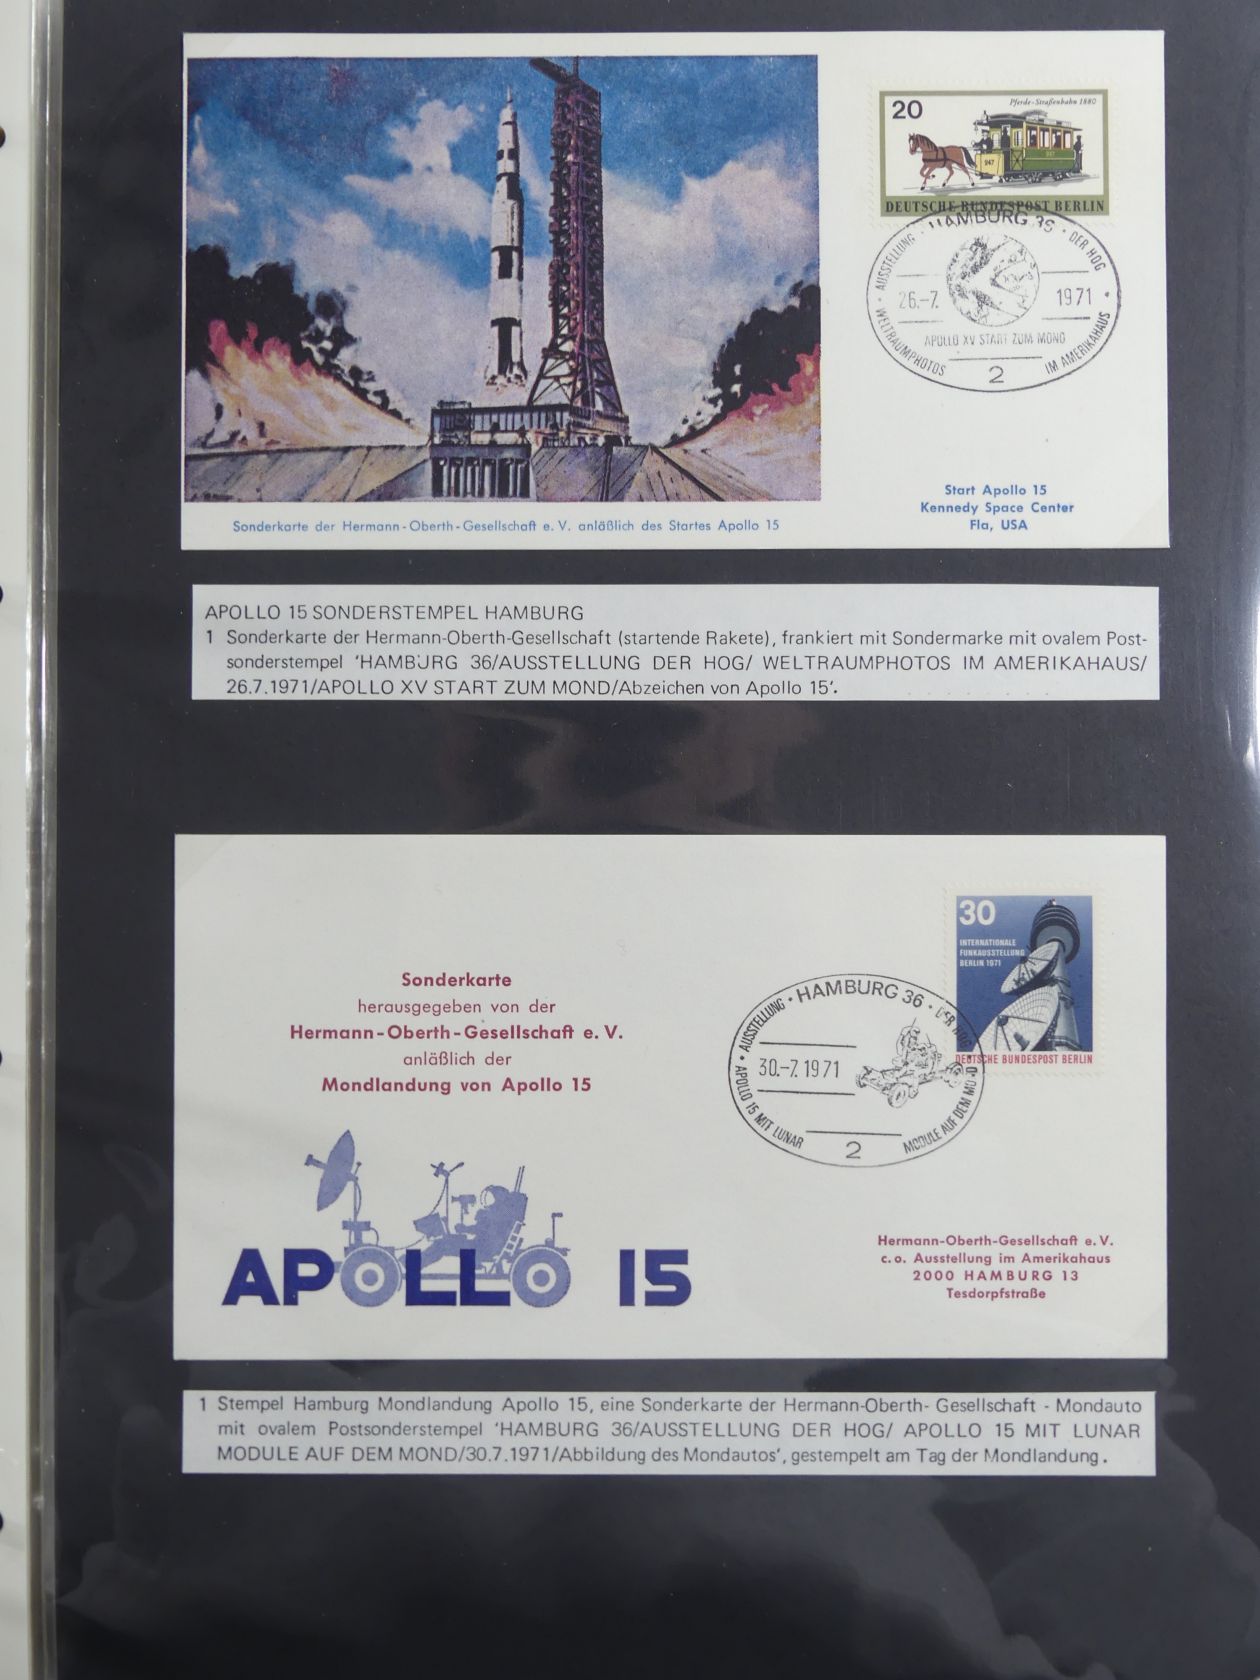 20
Pferde-Straßenbahn 1880
247
247
DEUTSCHE BUNDESPOST BERLIN
AUSSTELLUNG · HAMBURG 36 · DER HOG
26.-7. 1971
APOLLO XV START ZUM MOND
WELTRAUMPHOTOS 2 IM AMERIKAHAUS
Start Apollo 15
Kennedy Space Center
Fla, USA
Sonderkarte der Hermann-Oberth-Gesellschaft e. V. anläßlich des Startes Apollo 15
APOLLO 15 SONDERSTEMPEL HAMBURG
1 Sonderkarte der Hermann-Oberth-Gesellschaft (startende Rakete), frankiert mit Sondermarke mit ovalem Post-
sonderstempel 'HAMBURG 36/AUSSTELLUNG DER HOG/ WELTRAUMPHOTOS IM AMERIKAHAUS/
26.7.1971/APOLLO XV START ZUM MOND/Abzeichen von Apollo 15'.
30
INTERNATIONALE
FUNKAUSSTELLUNG
BERLIN 1971
DEUTSCHE BUNDESPOST BERLIN
AUSSTELLUNG · HAMBURG 36 · DER HOG
30.-7.1971
APOLLO 15 MIT LUNAR 2 MODULE AUF DEM MOND
Sonderkarte
herausgegeben von der
Hermann-Oberth-Gesellschaft e. V.
anläßlich der
Mondlandung von Apollo 15
APOLLO 15
Hermann-Oberth-Gesellschaft e. V.
c. o. Ausstellung im Amerikahaus
2000 HAMBURG 13
Tesdorpfstraße
1 Stempel Hamburg Mondlandung Apollo 15, eine Sonderkarte der Hermann-Oberth- Gesellschaft - Mondauto
mit ovalem Postsonderstempel 'HAMBURG 36/AUSSTELLUNG DER HOG/ APOLLO 15 MIT LUNAR
MODULE AUF DEM MOND/30.7.1971/Abbildung des Mondautos', gestempelt am Tag der Mondlandung.